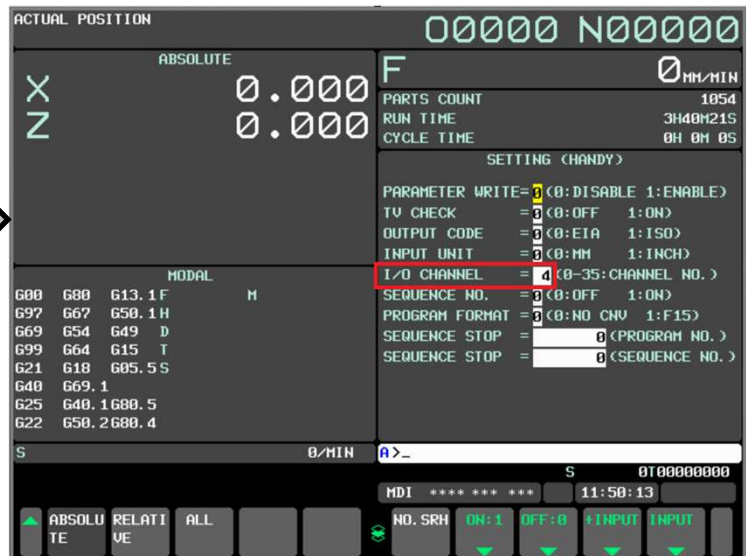 ACTUAL POSITION
O0000 N00000
ABSOLUTE
X 0.000
Z 0.000
F 0 MM/MIN
PARTS COUNT 1054
RUN TIME 3H40M21S
CYCLE TIME 0H 0M 0S
SETTING (HANDY)
PARAMETER WRITE=0(0:DISABLE 1:ENABLE)
TV CHECK =0(0:OFF 1:ON)
OUTPUT CODE =0(0:EIA 1:ISO)
INPUT UNIT =0(0:MM 1:INCH)
I/O CHANNEL = 4(0-35:CHANNEL NO.)
SEQUENCE NO. =0(0:OFF 1:ON)
PROGRAM FORMAT =0(0:NO CNV 1:F15)
SEQUENCE STOP = 0(PROGRAM NO.)
SEQUENCE STOP = 0(SEQUENCE NO.)
MODAL
G00 G80 G13.1 F M
G97 G67 G50.1 H
G69 G54 G49 D
G99 G64 G15 T
G21 G18 G05.5 S
G40 G69.1
G25 G40.1 G80.5
G22 G50.2 G80.4
S 0/MIN
A>_
S 0T00000000
MDI **** *** *** 11:50:13
ABSOLUTE RELATIVE ALL
NO.SRH ON:1 OFF:0 +INPUT INPUT